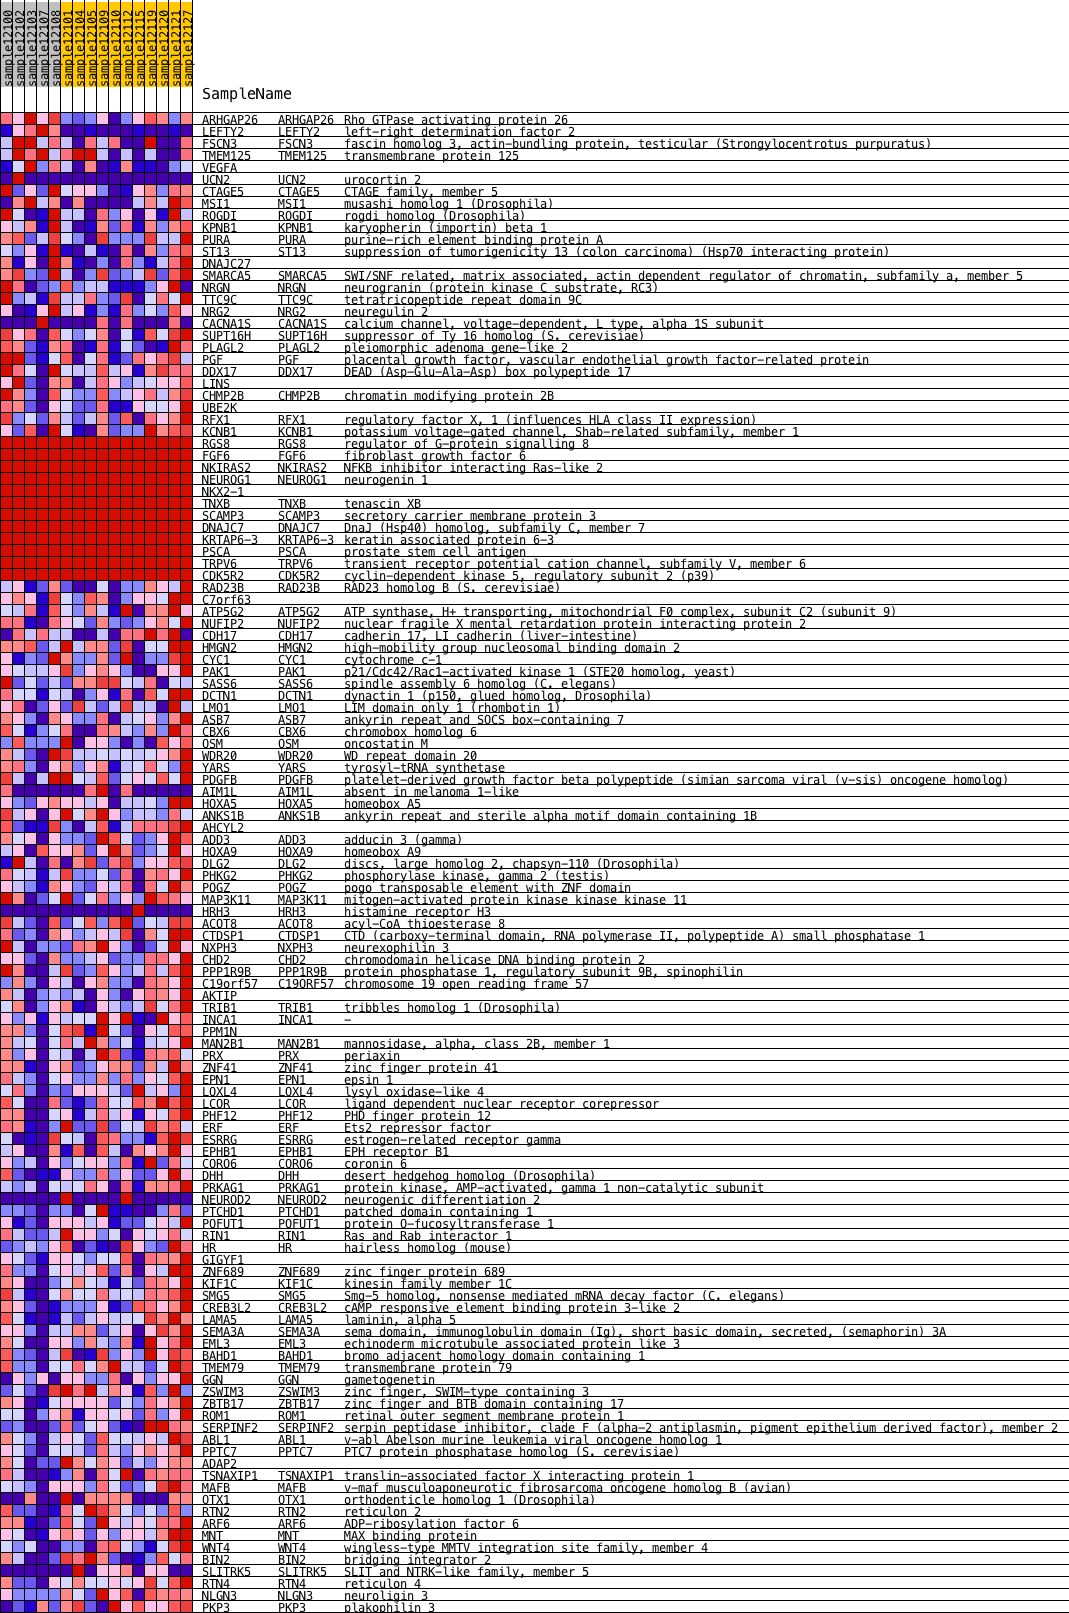 sample12100
sample12102
sample12103
sample12107
sample12108
sample12101
sample12104
sample12105
sample12109
sample12110
sample12112
sample12115
sample12119
sample12120
sample12121
sample12127
SampleName
ARHGAP26 ARHGAP26 Rho GTPase activating protein 26
LEFTY2 LEFTY2 left-right determination factor 2
FSCN3 FSCN3 fascin homolog 3, actin-bundling protein, testicular (Strongylocentrotus purpuratus)
TMEM125 TMEM125 transmembrane protein 125
VEGFA
UCN2 UCN2 urocortin 2
CTAGE5 CTAGE5 CTAGE family, member 5
MSI1 MSI1 musashi homolog 1 (Drosophila)
ROGDI ROGDI rogdi homolog (Drosophila)
KPNB1 KPNB1 karyopherin (importin) beta 1
PURA PURA purine-rich element binding protein A
ST13 ST13 suppression of tumorigenicity 13 (colon carcinoma) (Hsp70 interacting protein)
DNAJC27
SMARCA5 SMARCA5 SWI/SNF related, matrix associated, actin dependent regulator of chromatin, subfamily a, member 5
NRGN NRGN neurogranin (protein kinase C substrate, RC3)
TTC9C TTC9C tetratricopeptide repeat domain 9C
NRG2 NRG2 neuregulin 2
CACNA1S CACNA1S calcium channel, voltage-dependent, L type, alpha 1S subunit
SUPT16H SUPT16H suppressor of Ty 16 homolog (S. cerevisiae)
PLAGL2 PLAGL2 pleiomorphic adenoma gene-like 2
PGF PGF placental growth factor, vascular endothelial growth factor-related protein
DDX17 DDX17 DEAD (Asp-Glu-Ala-Asp) box polypeptide 17
LINS
CHMP2B CHMP2B chromatin modifying protein 2B
UBE2K
RFX1 RFX1 regulatory factor X, 1 (influences HLA class II expression)
KCNB1 KCNB1 potassium voltage-gated channel, Shab-related subfamily, member 1
RGS8 RGS8 regulator of G-protein signalling 8
FGF6 FGF6 fibroblast growth factor 6
NKIRAS2 NKIRAS2 NFKB inhibitor interacting Ras-like 2
NEUROG1 NEUROG1 neurogenin 1
NKX2-1
TNXB TNXB tenascin XB
SCAMP3 SCAMP3 secretory carrier membrane protein 3
DNAJC7 DNAJC7 DnaJ (Hsp40) homolog, subfamily C, member 7
KRTAP6-3 KRTAP6-3 keratin associated protein 6-3
PSCA PSCA prostate stem cell antigen
TRPV6 TRPV6 transient receptor potential cation channel, subfamily V, member 6
CDK5R2 CDK5R2 cyclin-dependent kinase 5, regulatory subunit 2 (p39)
RAD23B RAD23B RAD23 homolog B (S. cerevisiae)
C7orf63
ATP5G2 ATP5G2 ATP synthase, H+ transporting, mitochondrial F0 complex, subunit C2 (subunit 9)
NUFIP2 NUFIP2 nuclear fragile X mental retardation protein interacting protein 2
CDH17 CDH17 cadherin 17, LI cadherin (liver-intestine)
HMGN2 HMGN2 high-mobility group nucleosomal binding domain 2
CYC1 CYC1 cytochrome c-1
PAK1 PAK1 p21/Cdc42/Rac1-activated kinase 1 (STE20 homolog, yeast)
SASS6 SASS6 spindle assembly 6 homolog (C. elegans)
DCTN1 DCTN1 dynactin 1 (p150, glued homolog, Drosophila)
LMO1 LMO1 LIM domain only 1 (rhombotin 1)
ASB7 ASB7 ankyrin repeat and SOCS box-containing 7
CBX6 CBX6 chromobox homolog 6
OSM OSM oncostatin M
WDR20 WDR20 WD repeat domain 20
YARS YARS tyrosyl-tRNA synthetase
PDGFB PDGFB platelet-derived growth factor beta polypeptide (simian sarcoma viral (v-sis) oncogene homolog)
AIM1L AIM1L absent in melanoma 1-like
HOXA5 HOXA5 homeobox A5
ANKS1B ANKS1B ankyrin repeat and sterile alpha motif domain containing 1B
AHCYL2
ADD3 ADD3 adducin 3 (gamma)
HOXA9 HOXA9 homeobox A9
DLG2 DLG2 discs, large homolog 2, chapsyn-110 (Drosophila)
PHKG2 PHKG2 phosphorylase kinase, gamma 2 (testis)
POGZ POGZ pogo transposable element with ZNF domain
MAP3K11 MAP3K11 mitogen-activated protein kinase kinase kinase 11
HRH3 HRH3 histamine receptor H3
ACOT8 ACOT8 acyl-CoA thioesterase 8
CTDSP1 CTDSP1 CTD (carboxy-terminal domain, RNA polymerase II, polypeptide A) small phosphatase 1
NXPH3 NXPH3 neurexophilin 3
CHD2 CHD2 chromodomain helicase DNA binding protein 2
PPP1R9B PPP1R9B protein phosphatase 1, regulatory subunit 9B, spinophilin
C19orf57 C19ORF57 chromosome 19 open reading frame 57
AKTIP
TRIB1 TRIB1 tribbles homolog 1 (Drosophila)
INCA1 INCA1 -
PPM1N
MAN2B1 MAN2B1 mannosidase, alpha, class 2B, member 1
PRX PRX periaxin
ZNF41 ZNF41 zinc finger protein 41
EPN1 EPN1 epsin 1
LOXL4 LOXL4 lysyl oxidase-like 4
LCOR LCOR ligand dependent nuclear receptor corepressor
PHF12 PHF12 PHD finger protein 12
ERF ERF Ets2 repressor factor
ESRRG ESRRG estrogen-related receptor gamma
EPHB1 EPHB1 EPH receptor B1
CORO6 CORO6 coronin 6
DHH DHH desert hedgehog homolog (Drosophila)
PRKAG1 PRKAG1 protein kinase, AMP-activated, gamma 1 non-catalytic subunit
NEUROD2 NEUROD2 neurogenic differentiation 2
PTCHD1 PTCHD1 patched domain containing 1
POFUT1 POFUT1 protein O-fucosyltransferase 1
RIN1 RIN1 Ras and Rab interactor 1
HR HR hairless homolog (mouse)
GIGYF1
ZNF689 ZNF689 zinc finger protein 689
KIF1C KIF1C kinesin family member 1C
SMG5 SMG5 Smg-5 homolog, nonsense mediated mRNA decay factor (C. elegans)
CREB3L2 CREB3L2 cAMP responsive element binding protein 3-like 2
LAMA5 LAMA5 laminin, alpha 5
SEMA3A SEMA3A sema domain, immunoglobulin domain (Ig), short basic domain, secreted, (semaphorin) 3A
EML3 EML3 echinoderm microtubule associated protein like 3
BAHD1 BAHD1 bromo adjacent homology domain containing 1
TMEM79 TMEM79 transmembrane protein 79
GGN GGN gametogenetin
ZSWIM3 ZSWIM3 zinc finger, SWIM-type containing 3
ZBTB17 ZBTB17 zinc finger and BTB domain containing 17
ROM1 ROM1 retinal outer segment membrane protein 1
SERPINF2 SERPINF2 serpin peptidase inhibitor, clade F (alpha-2 antiplasmin, pigment epithelium derived factor), member 2
ABL1 ABL1 v-abl Abelson murine leukemia viral oncogene homolog 1
PPTC7 PPTC7 PTC7 protein phosphatase homolog (S. cerevisiae)
ADAP2
TSNAXIP1 TSNAXIP1 translin-associated factor X interacting protein 1
MAFB MAFB v-maf musculoaponeurotic fibrosarcoma oncogene homolog B (avian)
OTX1 OTX1 orthodenticle homolog 1 (Drosophila)
RTN2 RTN2 reticulon 2
ARF6 ARF6 ADP-ribosylation factor 6
MNT MNT MAX binding protein
WNT4 WNT4 wingless-type MMTV integration site family, member 4
BIN2 BIN2 bridging integrator 2
SLITRK5 SLITRK5 SLIT and NTRK-like family, member 5
RTN4 RTN4 reticulon 4
NLGN3 NLGN3 neuroligin 3
PKP3 PKP3 plakophilin 3